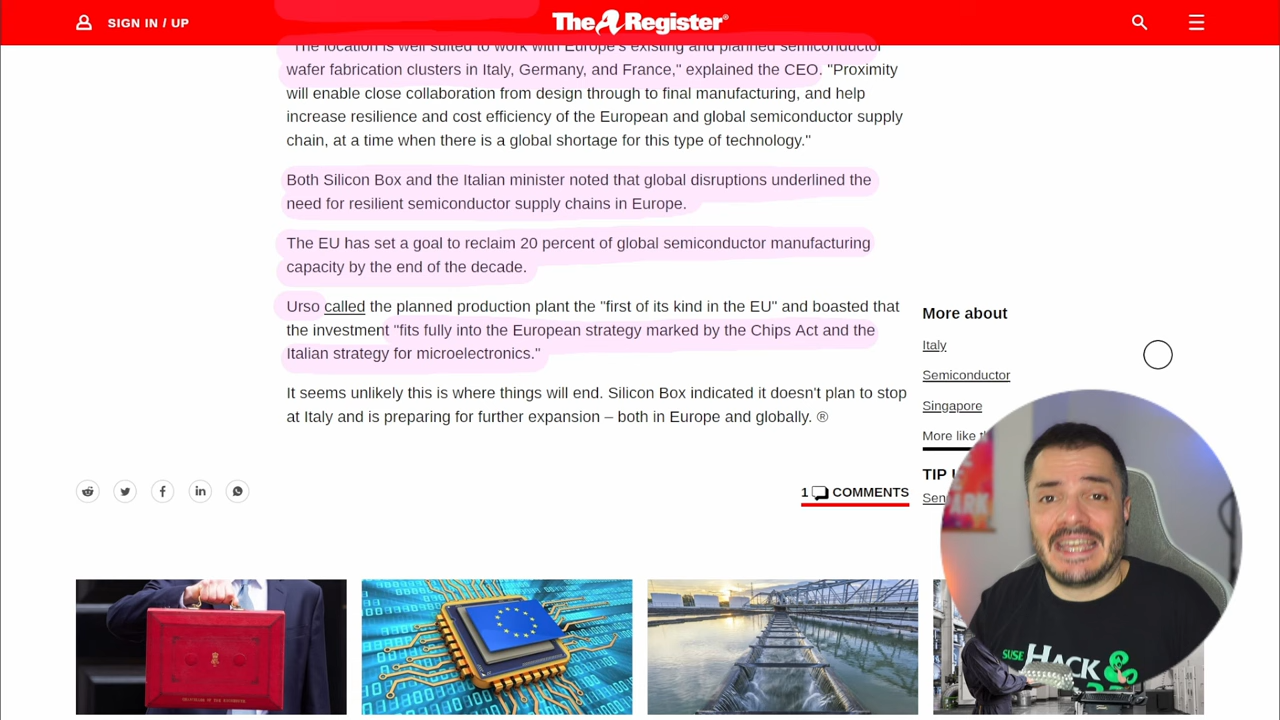 SIGN IN / UP
The Register®
"The location is well suited to work with Europe's existing and planned semiconductor
wafer fabrication clusters in Italy, Germany, and France," explained the CEO. "Proximity
will enable close collaboration from design through to final manufacturing, and help
increase resilience and cost efficiency of the European and global semiconductor supply
chain, at a time when there is a global shortage for this type of technology."
Both Silicon Box and the Italian minister noted that global disruptions underlined the
need for resilient semiconductor supply chains in Europe.
The EU has set a goal to reclaim 20 percent of global semiconductor manufacturing
capacity by the end of the decade.
Urso called the planned production plant the "first of its kind in the EU" and boasted that
the investment "fits fully into the European strategy marked by the Chips Act and the
Italian strategy for microelectronics."
It seems unlikely this is where things will end. Silicon Box indicated it doesn't plan to stop
at Italy and is preparing for further expansion – both in Europe and globally. ®
More about
Italy
Semiconductor
Singapore
More like
TIP
1 COMMENTS
SUSE HACK